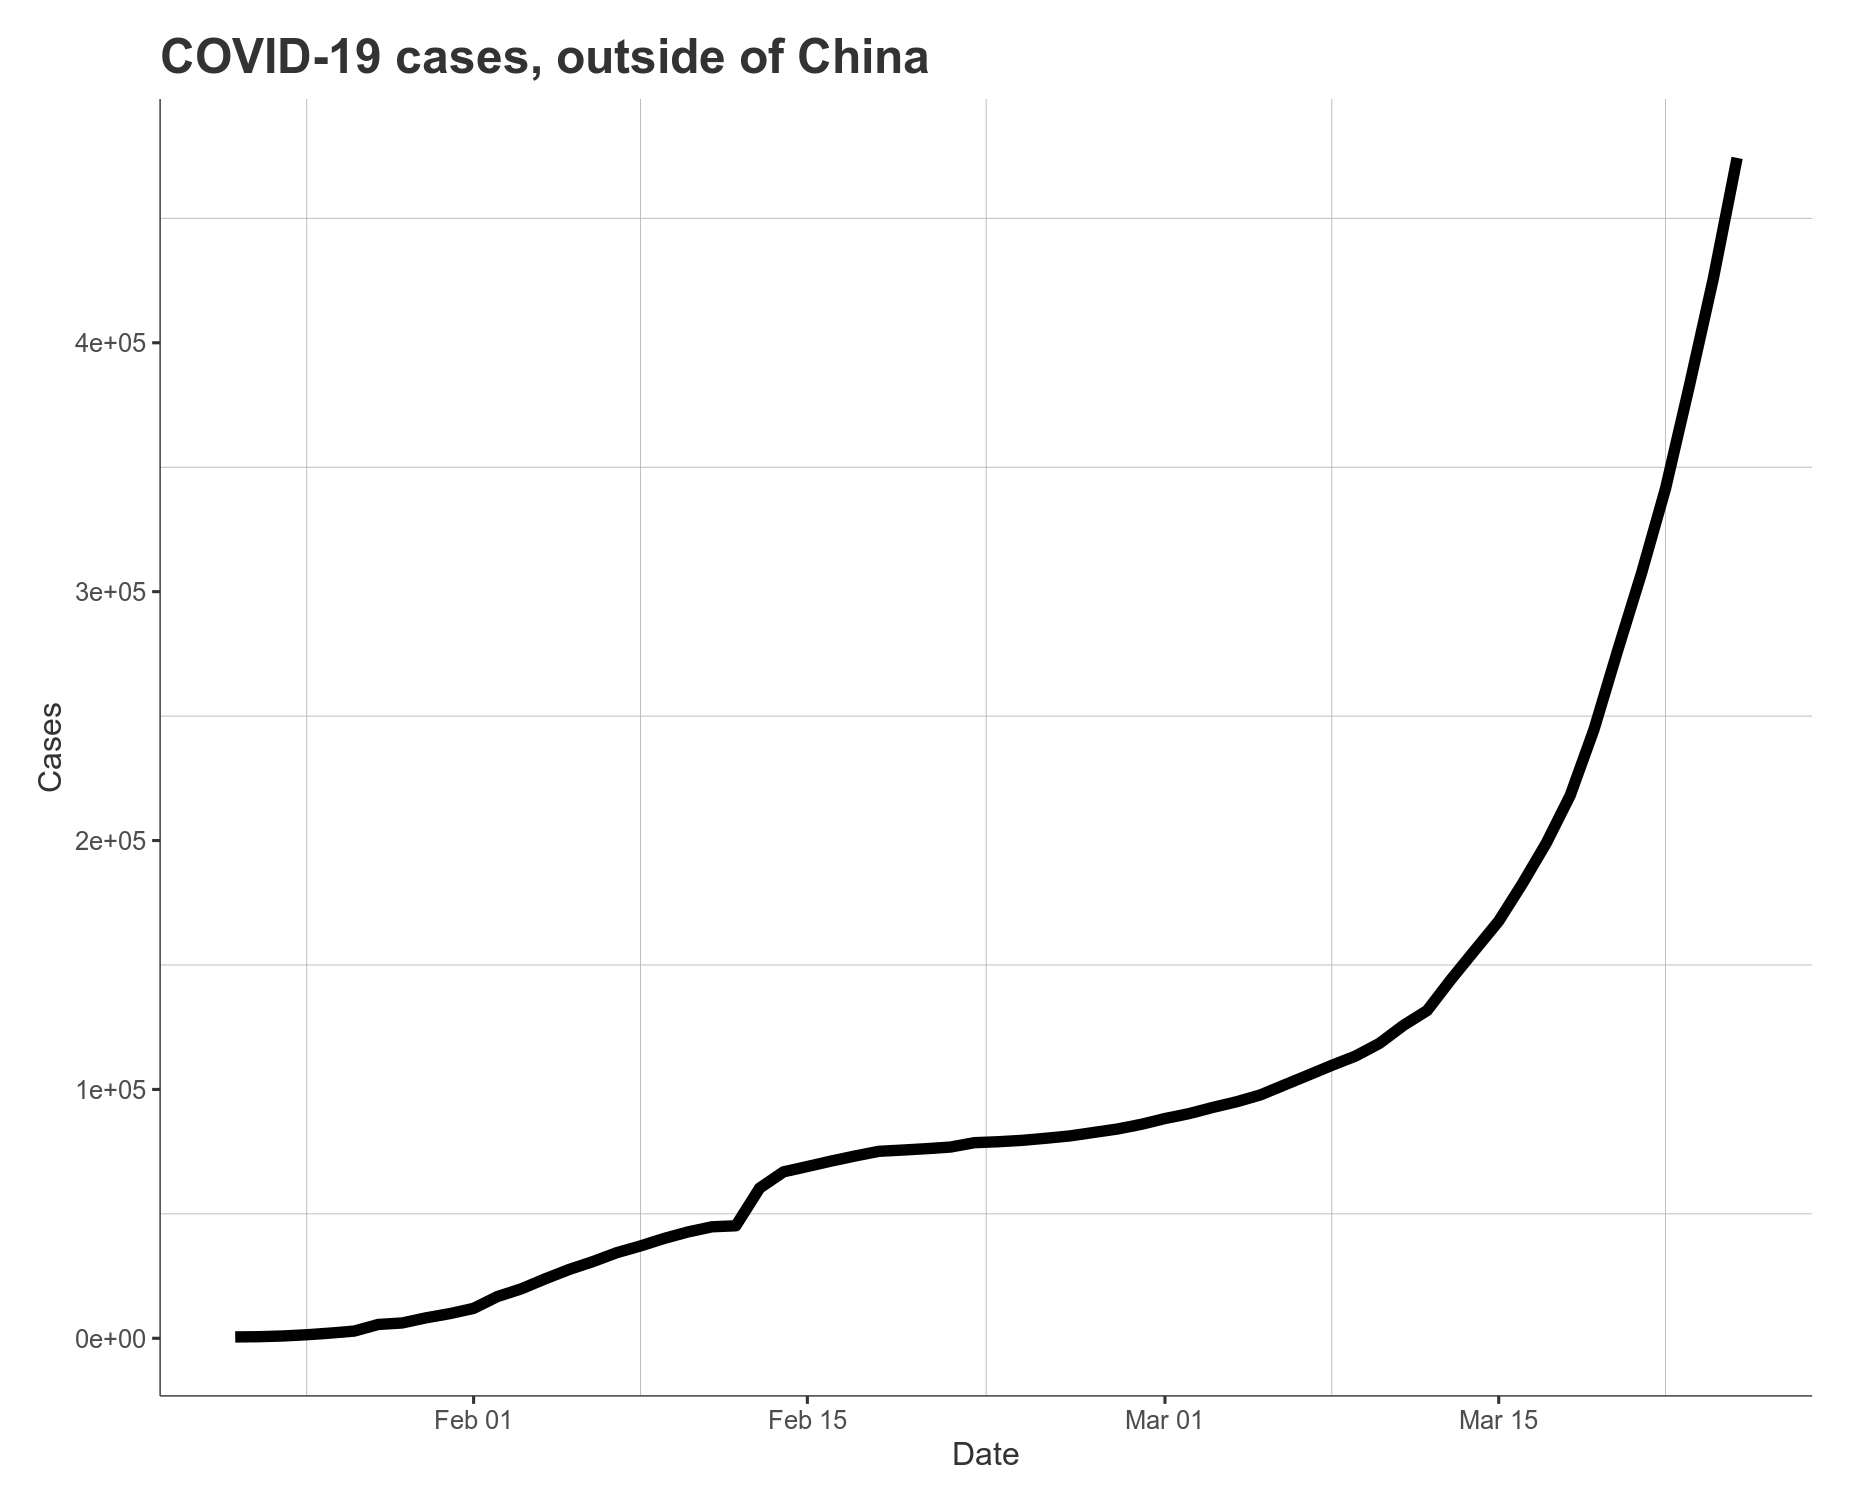 COVID-19 cases, outside of China
Cases
4e+05
3e+05
2e+05
1e+05
0e+00
Feb 01
Feb 15
Mar 01
Mar 15
Date